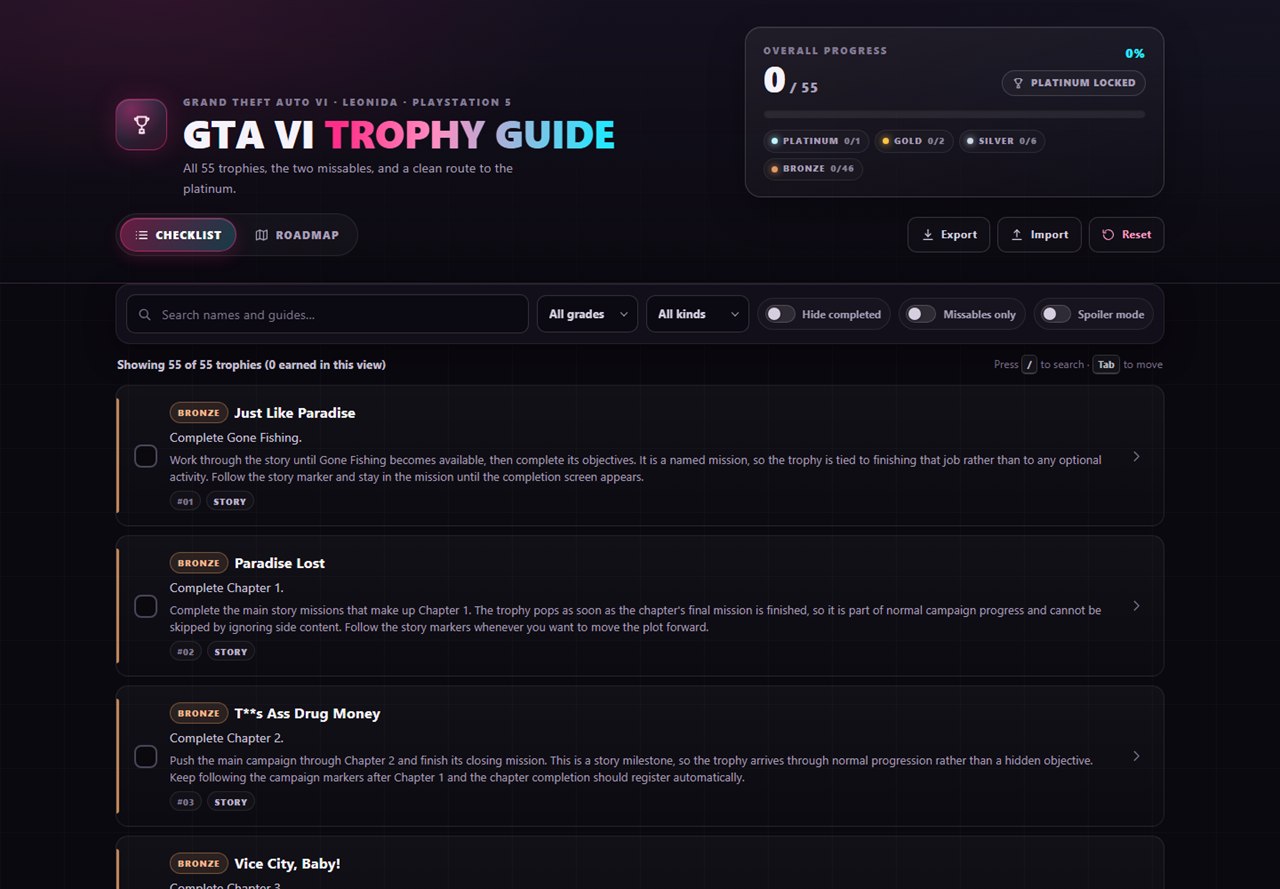 GRAND THEFT AUTO VI · LEONIDA · PLAYSTATION 5
GTA VI TROPHY GUIDE
All 55 trophies, the two missables, and a clean route to the
platinum.
OVERALL PROGRESS
0%
0 / 55
PLATINUM LOCKED
PLATINUM 0/1
GOLD 0/2
SILVER 0/6
BRONZE 0/46
CHECKLIST
ROADMAP
Export
Import
Reset
Search names and guides...
All grades
All kinds
Hide completed
Missables only
Spoiler mode
Showing 55 of 55 trophies (0 earned in this view)
Press / to search · Tab to move
BRONZE Just Like Paradise
Complete Gone Fishing.
Work through the story until Gone Fishing becomes available, then complete its objectives. It is a named mission, so the trophy is tied to finishing that job rather than to any optional
activity. Follow the story marker and stay in the mission until the completion screen appears.
#01 STORY
BRONZE Paradise Lost
Complete Chapter 1.
Complete the main story missions that make up Chapter 1. The trophy pops as soon as the chapter's final mission is finished, so it is part of normal campaign progress and cannot be
skipped by ignoring side content. Follow the story markers whenever you want to move the plot forward.
#02 STORY
BRONZE T**s Ass Drug Money
Complete Chapter 2.
Push the main campaign through Chapter 2 and finish its closing mission. This is a story milestone, so the trophy arrives through normal progression rather than a hidden objective.
Keep following the campaign markers after Chapter 1 and the chapter completion should register automatically.
#03 STORY
BRONZE Vice City, Baby!
Complete Chapter 3.